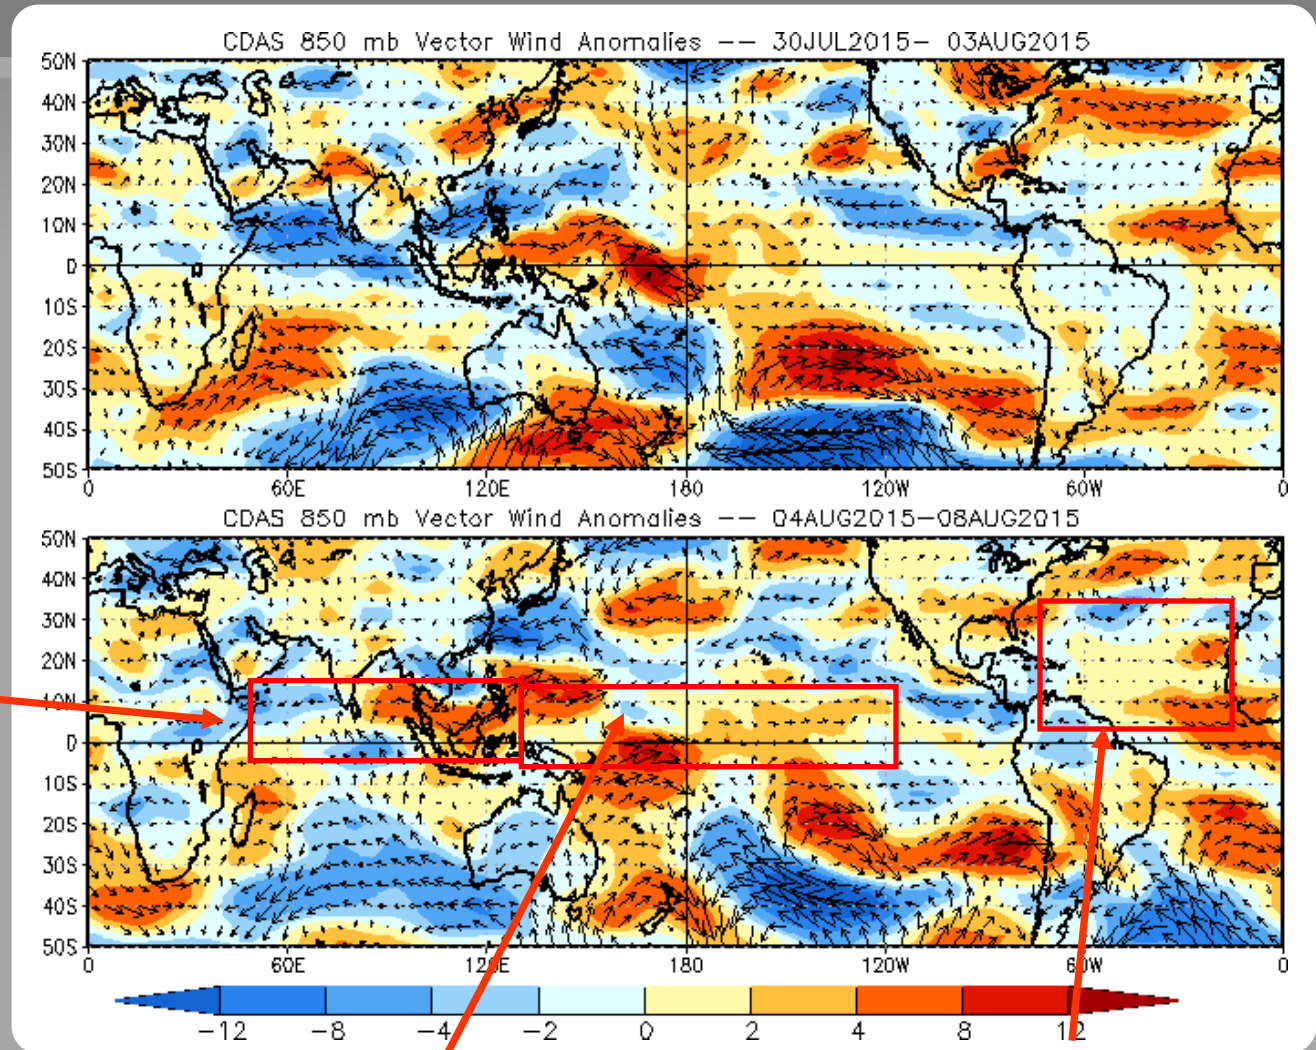 CDAS 850 mb Vector Wind Anomalies -- 30JUL2015- 03AUG2015
50N
40N
30N
20N
10N
0
10S
20S
30S
40S
50S
0 60E 120E 180 120W 60W 0
CDAS 850 mb Vector Wind Anomalies -- 04AUG2015-08AUG2015
50N
40N
30N
20N
10N
0
10S
20S
30S
40S
50S
0 60E 120E 180 120W 60W 0
-12 -8 -4 -2 0 2 4 8 12